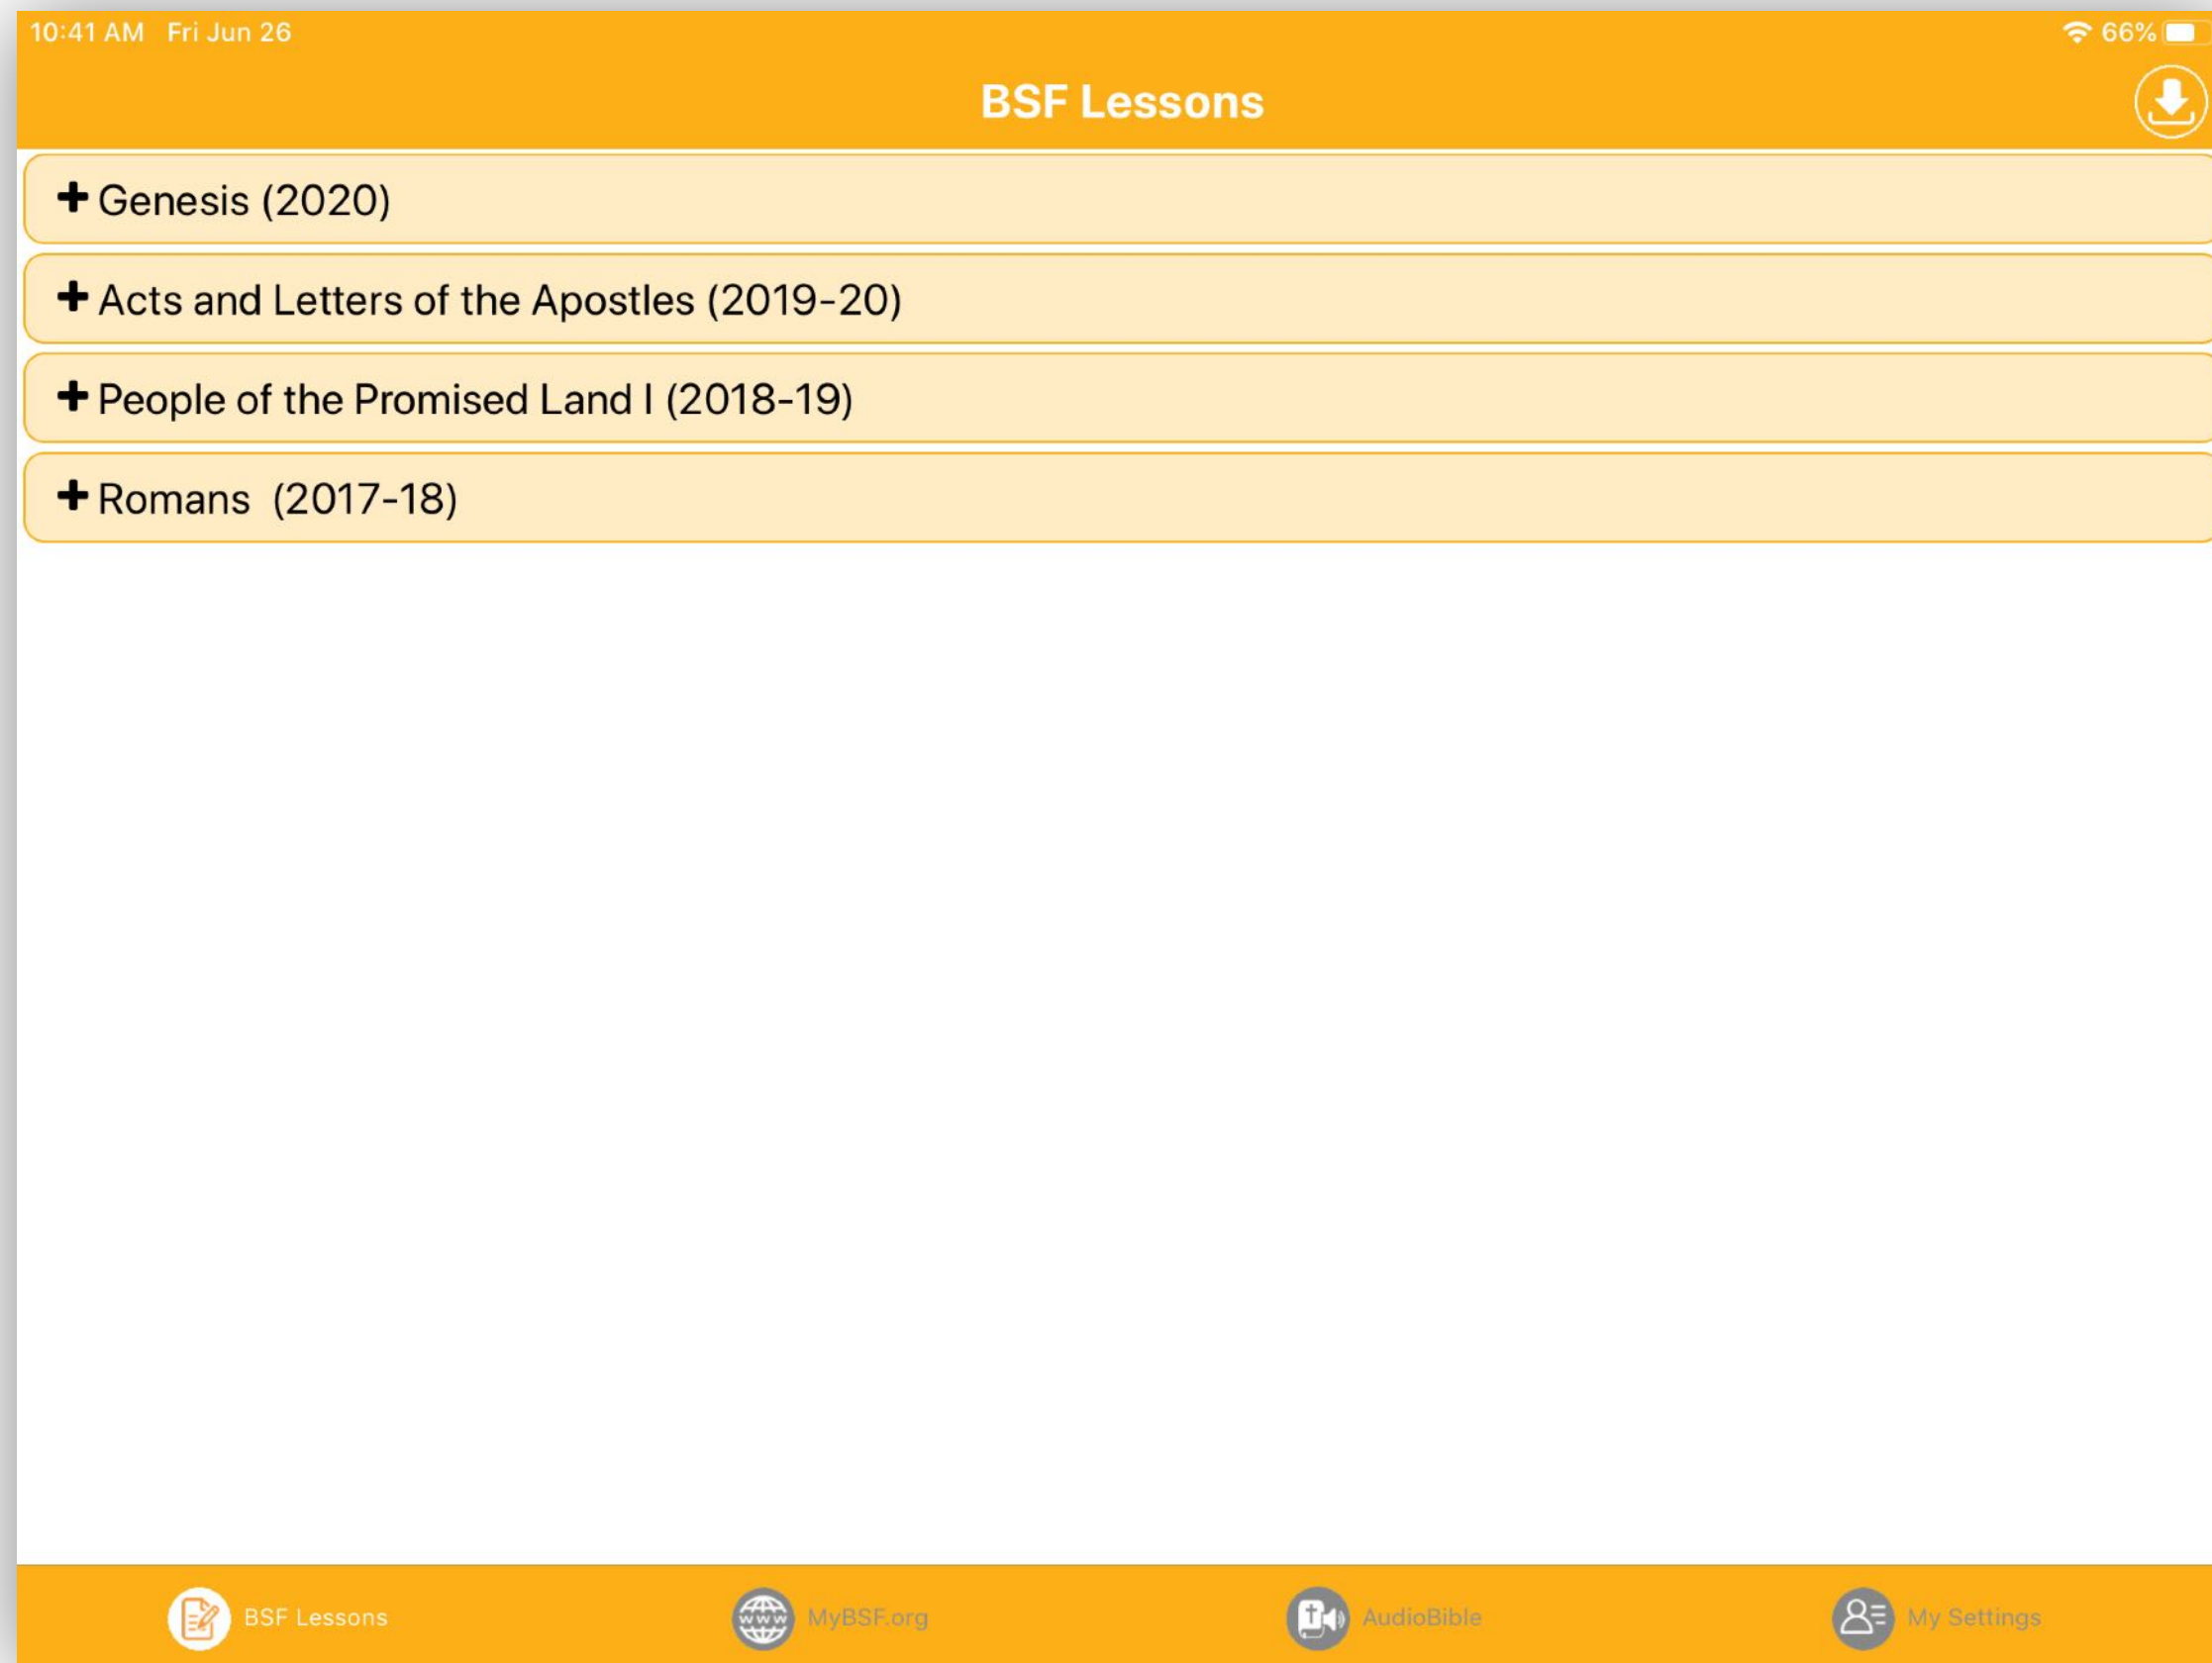 10:41 AM Fri Jun 26
66%
BSF Lessons
+ Genesis (2020)
+ Acts and Letters of the Apostles (2019-20)
+ People of the Promised Land I (2018-19)
+ Romans (2017-18)
BSF Lessons
www MyBSF.org
AudioBible
My Settings